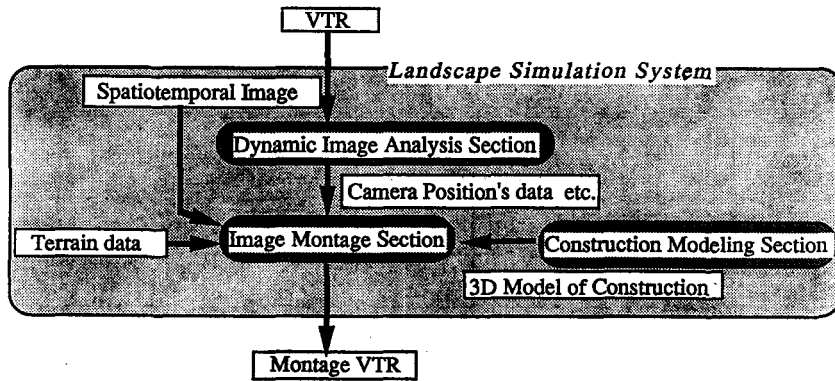 VTR
Landscape Simulation System
Spatiotemporal Image
Dynamic Image Analysis Section
Camera Position's data etc.
Terrain data
Image Montage Section
Construction Modeling Section
3D Model of Construction
Montage VTR